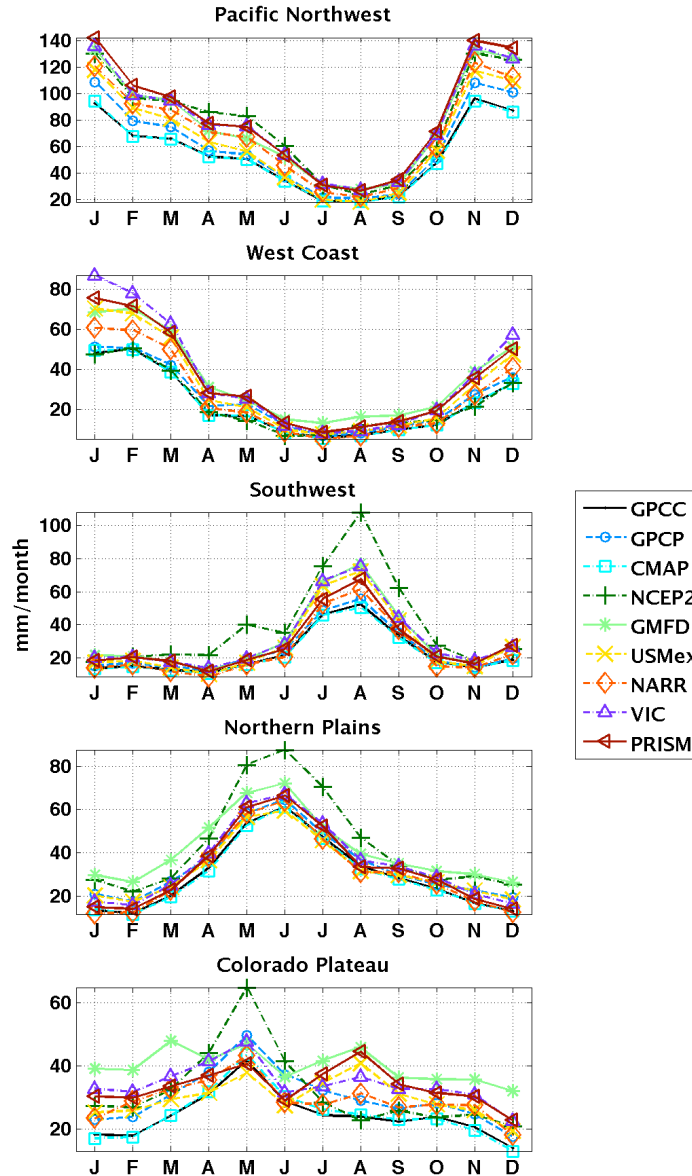 Pacific Northwest
140
120
100
80
60
40
20
J F M A M J J A S O N D
West Coast
80
60
40
20
J F M A M J J A S O N D
Southwest
mm/month
100
80
60
40
20
J F M A M J J A S O N D
Northern Plains
80
60
40
20
J F M A M J J A S O N D
Colorado Plateau
60
40
20
J F M A M J J A S O N D
GPCC
GPCP
CMAP
NCEP2
GMFD
USMex
NARR
VIC
PRISM